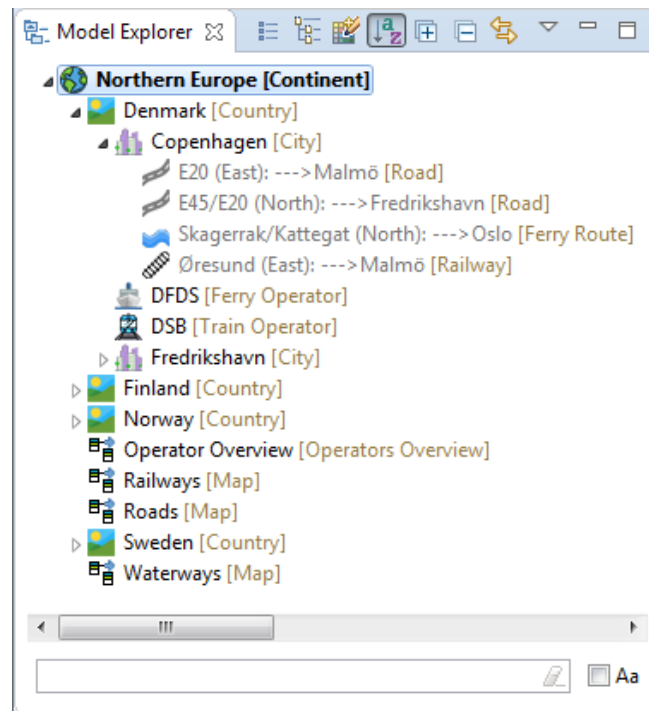 Model Explorer
Northern Europe [Continent]
Denmark [Country]
Copenhagen [City]
E20 (East): --->Malmö [Road]
E45/E20 (North): --->Fredrikshavn [Road]
Skagerrak/Kattegat (North): --->Oslo [Ferry Route]
Øresund (East): --->Malmö [Railway]
DFDS [Ferry Operator]
DSB [Train Operator]
Fredrikshavn [City]
Finland [Country]
Norway [Country]
Operator Overview [Operators Overview]
Railways [Map]
Roads [Map]
Sweden [Country]
Waterways [Map]
Aa